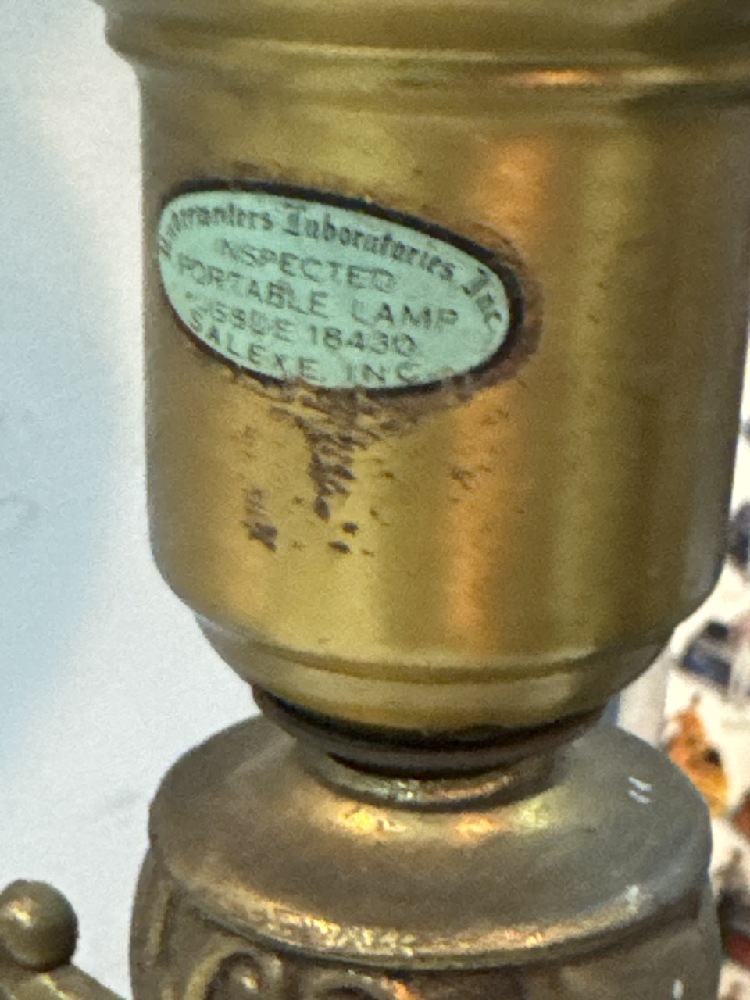 Underwriters Laboratories, Inc.
INSPECTED
PORTABLE LAMP
ISSUE 18430
SALEXE, INC.